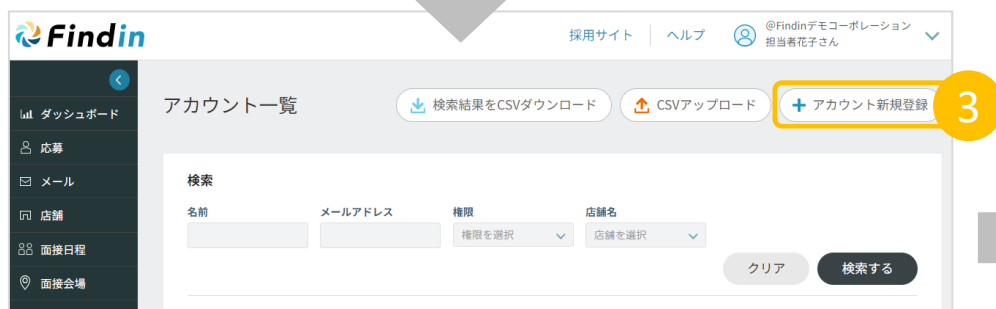 Findin
採用サイト
ヘルプ
@Findinデモコーポレーション
担当者花子さん
ダッシュボード
応募
メール
店舗
面接日程
面接会場
アカウント一覧
検索結果をCSVダウンロード
CSVアップロード
+ アカウント新規登録
3
検索
名前
メールアドレス
権限
店舗名
権限を選択
店舗を選択
クリア
検索する